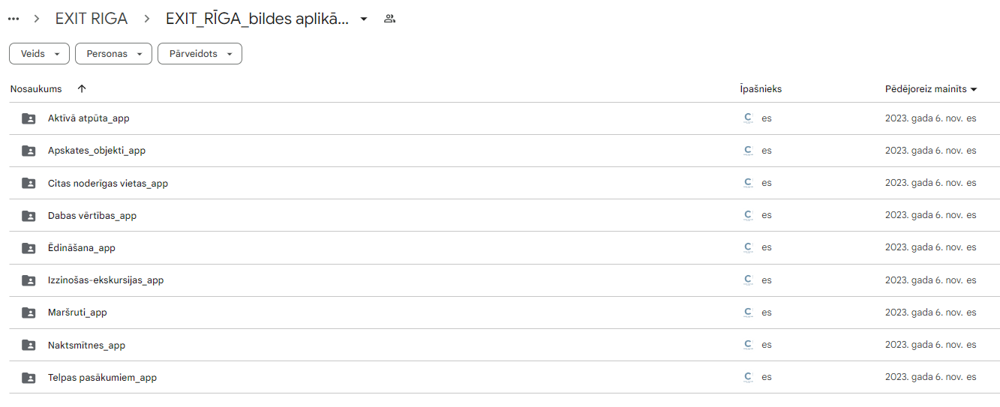 EXIT RIGA EXIT_RĪGA_bildes aplikā...
Veids Personas Pārveidots
Nosaukums Īpašnieks Pēdējoreiz mainīts
Aktīvā atpūta_app C es 2023. gada 6. nov. es
Apskates_objekti_app C es 2023. gada 6. nov. es
Citas noderīgas vietas_app C es 2023. gada 6. nov. es
Dabas vērtības_app C es 2023. gada 6. nov. es
Ēdināšana_app C es 2023. gada 6. nov. es
Izzinošas-ekskursijas_app C es 2023. gada 6. nov. es
Maršruti_app C es 2023. gada 6. nov. es
Naktsmītnes_app C es 2023. gada 6. nov. es
Telpas pasākumiem_app C es 2023. gada 6. nov. es